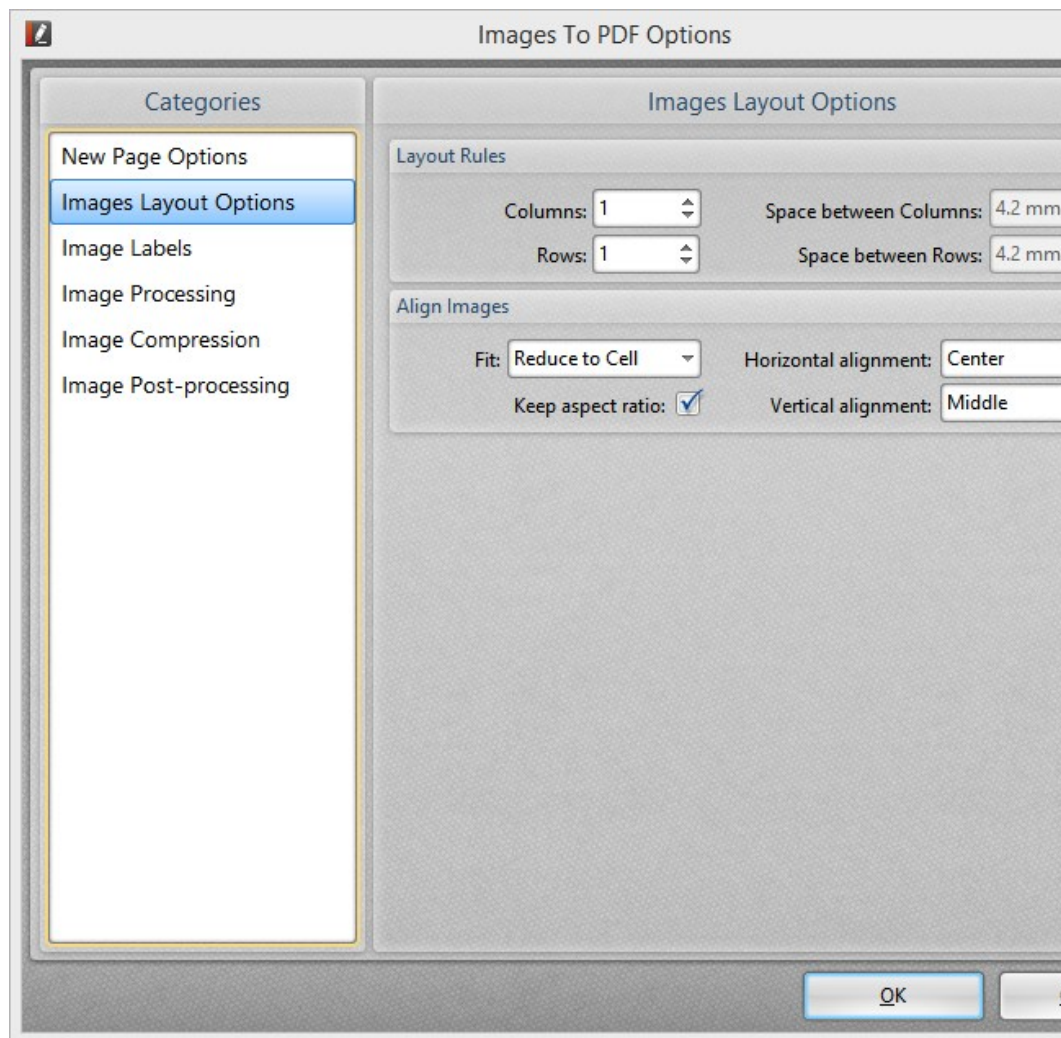 Images To PDF Options
Categories
New Page Options
Images Layout Options
Image Labels
Image Processing
Image Compression
Image Post-processing
Images Layout Options
Layout Rules
Columns: 1 Space between Columns: 4.2 mm
Rows: 1 Space between Rows: 4.2 mm
Align Images
Fit: Reduce to Cell Horizontal alignment: Center
Keep aspect ratio: Vertical alignment: Middle
OK